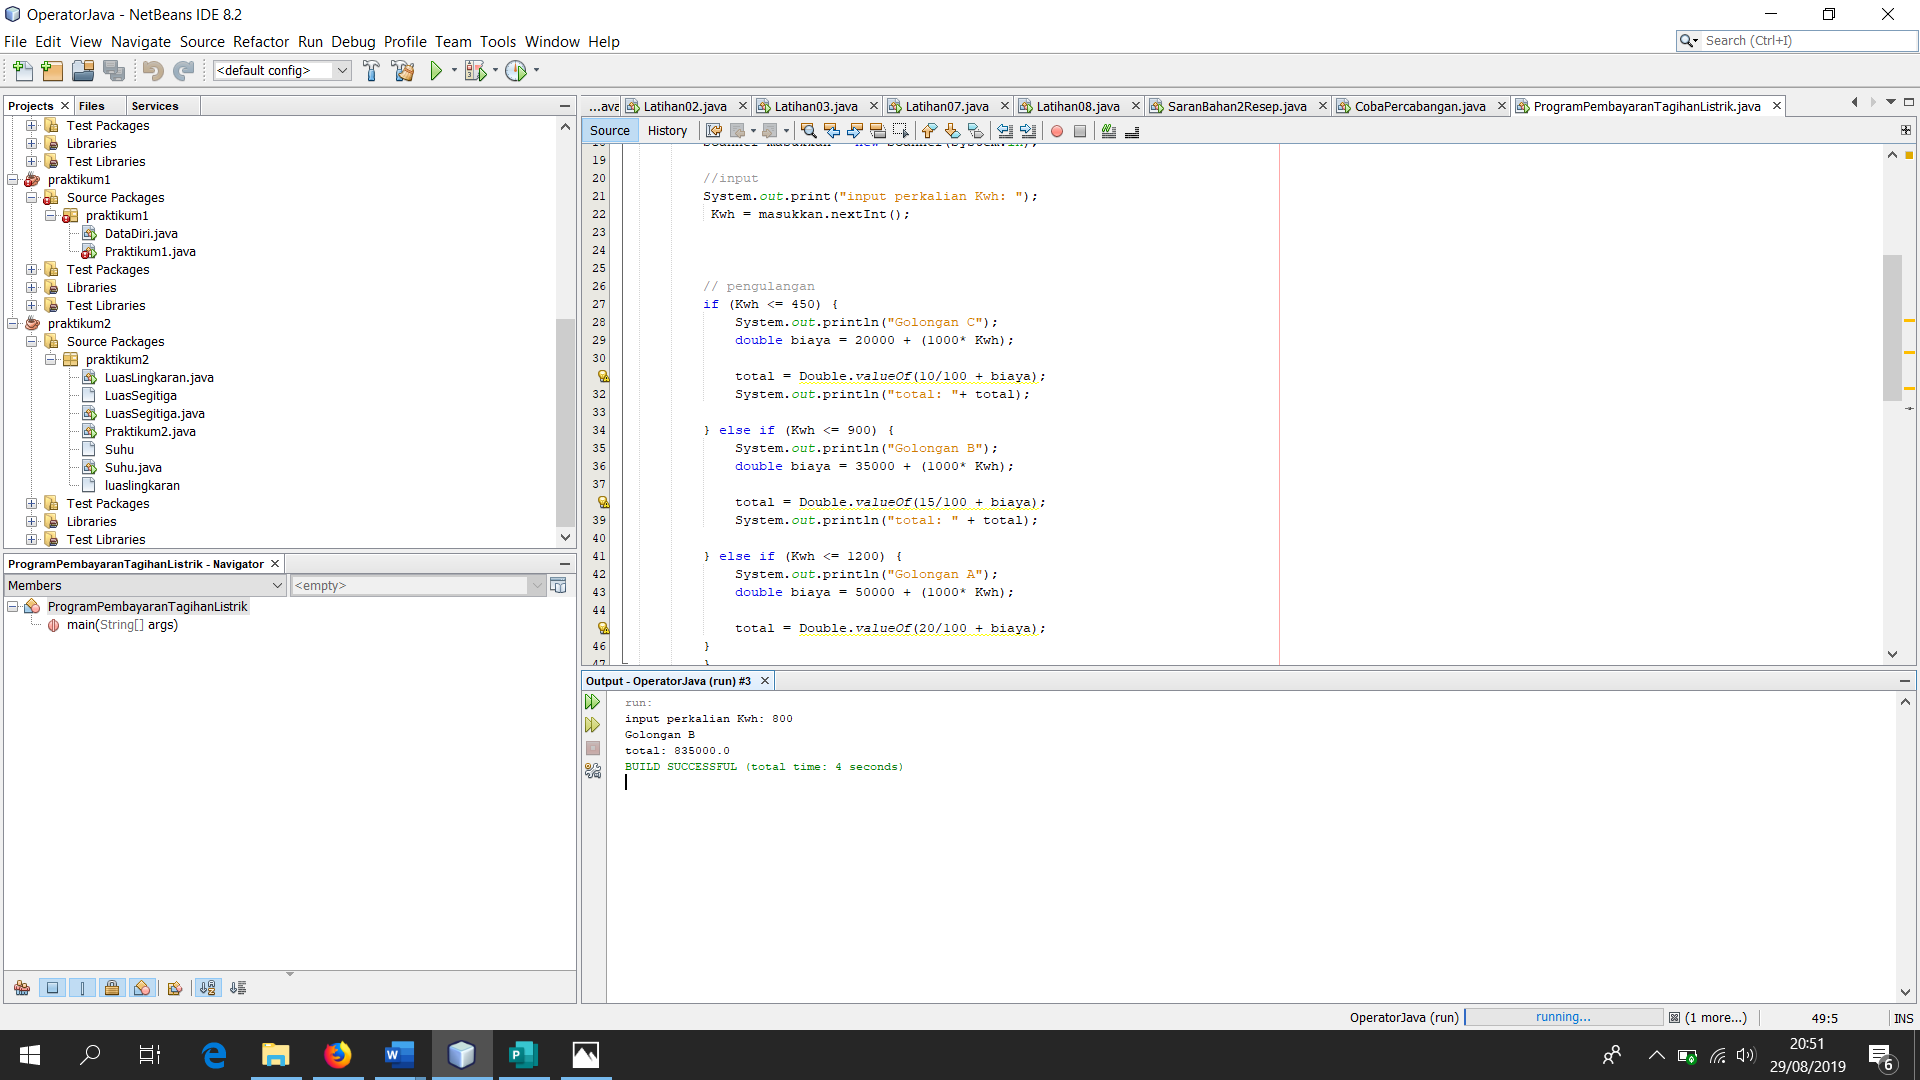 OperatorJava - NetBeans IDE 8.2
File Edit View Navigate Source Refactor Run Debug Profile Team Tools Window Help
Search (Ctrl+I)
<default config>
Projects Files Services
Test Packages
Libraries
Test Libraries
praktikum1
Source Packages
praktikum1
DataDiri.java
Praktikum1.java
Test Packages
Libraries
Test Libraries
praktikum2
Source Packages
praktikum2
LuasLingkaran.java
LuasSegitiga
LuasSegitiga.java
Praktikum2.java
Suhu
Suhu.java
luaslingkaran
Test Packages
Libraries
Test Libraries
ProgramPembayaranTagihanListrik - Navigator
Members
<empty>
ProgramPembayaranTagihanListrik
main(String[] args)
...ava Latihan02.java Latihan03.java Latihan07.java Latihan08.java SaranBahan2Resep.java CobaPercabangan.java ProgramPembayaranTagihanListrik.java
Source History
18 Scanner masukkan = new Scanner(System.in);
19
20 //input
21 System.out.print("input perkalian Kwh: ");
22 Kwh = masukkan.nextInt();
23
24
25
26 // pengulangan
27 if (Kwh <= 450) {
28 System.out.println("Golongan C");
29 double biaya = 20000 + (1000* Kwh);
30
total = Double.valueOf(10/100 + biaya);
32 System.out.println("total: "+ total);
33
34 } else if (Kwh <= 900) {
35 System.out.println("Golongan B");
36 double biaya = 35000 + (1000* Kwh);
37
total = Double.valueOf(15/100 + biaya);
39 System.out.println("total: " + total);
40
41 } else if (Kwh <= 1200) {
42 System.out.println("Golongan A");
43 double biaya = 50000 + (1000* Kwh);
44
total = Double.valueOf(20/100 + biaya);
46 }
47 }
Output - OperatorJava (run) #3
run:
input perkalian Kwh: 800
Golongan B
total: 835000.0
BUILD SUCCESSFUL (total time: 4 seconds)
OperatorJava (run) running... (1 more...) 49:5 INS
20:51
29/08/2019
6